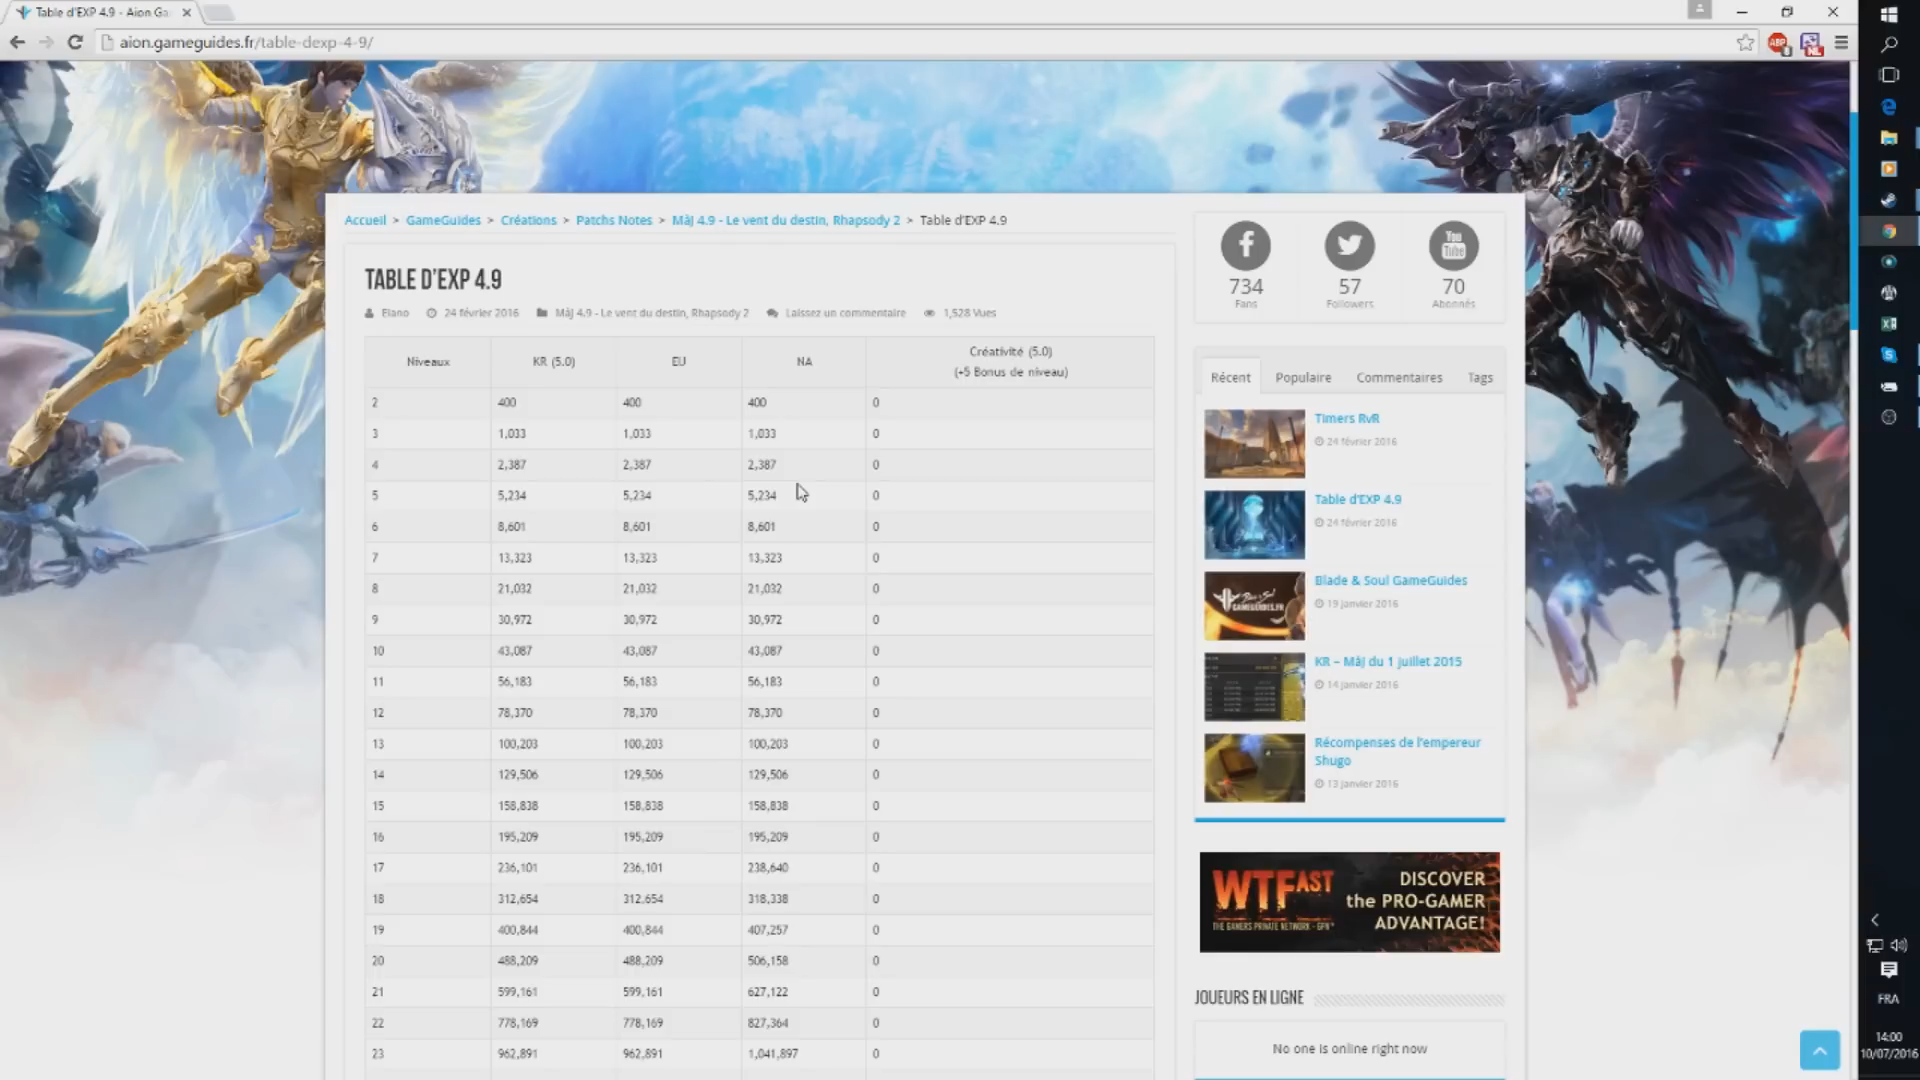 Table d'EXP 4.9 - Aion Ga
aion.gameguides.fr/table-dexp-4-9/
ABP
NL
Accueil > GameGuides > Créations > Patchs Notes > MàJ 4.9 - Le vent du destin, Rhapsody 2 > Table d'EXP 4.9
TABLE D'EXP 4.9
Elano 24 février 2016 MàJ 4.9 - Le vent du destin, Rhapsody 2 Laissez un commentaire 1,528 Vues
Niveaux KR (5.0) EU NA Créativité (5.0)
(+5 Bonus de niveau)
2 400 400 400 0
3 1,033 1,033 1,033 0
4 2,387 2,387 2,387 0
5 5,234 5,234 5,234 0
6 8,601 8,601 8,601 0
7 13,323 13,323 13,323 0
8 21,032 21,032 21,032 0
9 30,972 30,972 30,972 0
10 43,087 43,087 43,087 0
11 56,183 56,183 56,183 0
12 78,370 78,370 78,370 0
13 100,203 100,203 100,203 0
14 129,506 129,506 129,506 0
15 158,838 158,838 158,838 0
16 195,209 195,209 195,209 0
17 236,101 236,101 238,640 0
18 312,654 312,654 318,338 0
19 400,844 400,844 407,257 0
20 488,209 488,209 506,158 0
21 599,161 599,161 627,122 0
22 778,169 778,169 827,364 0
23 962,891 962,891 1,041,897 0
You
Tube
734 57 70
Fans Followers Abonnés
Récent Populaire Commentaires Tags
Timers RvR
24 février 2016
Table d'EXP 4.9
24 février 2016
Blade & Soul GameGuides
19 janvier 2016
KR – MàJ du 1 juillet 2015
14 janvier 2016
Récompenses de l'empereur
Shugo
13 janvier 2016
Blade & Soul
GAMEGUIDES.FR
WTFAST
THE GAMERS PRIVATE NETWORK - GPN
DISCOVER
the PRO-GAMER
ADVANTAGE!
JOUEURS EN LIGNE
No one is online right now
FRA
14:00
10/07/2016